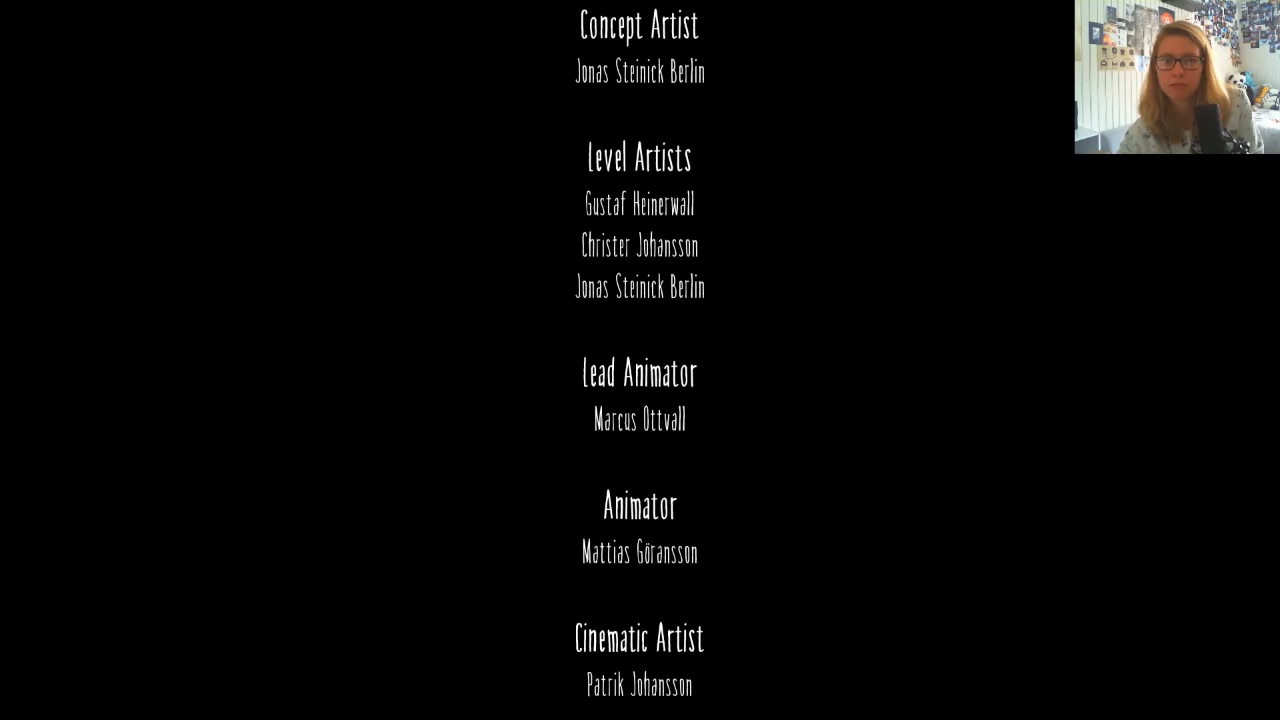 Concept Artist
Jonas Steinick Berlin
Level Artists
Gustaf Heinerwall
Christer Johansson
Jonas Steinick Berlin
Lead Animator
Marcus Ottvall
Animator
Mattias Göransson
Cinematic Artist
Patrik Johansson